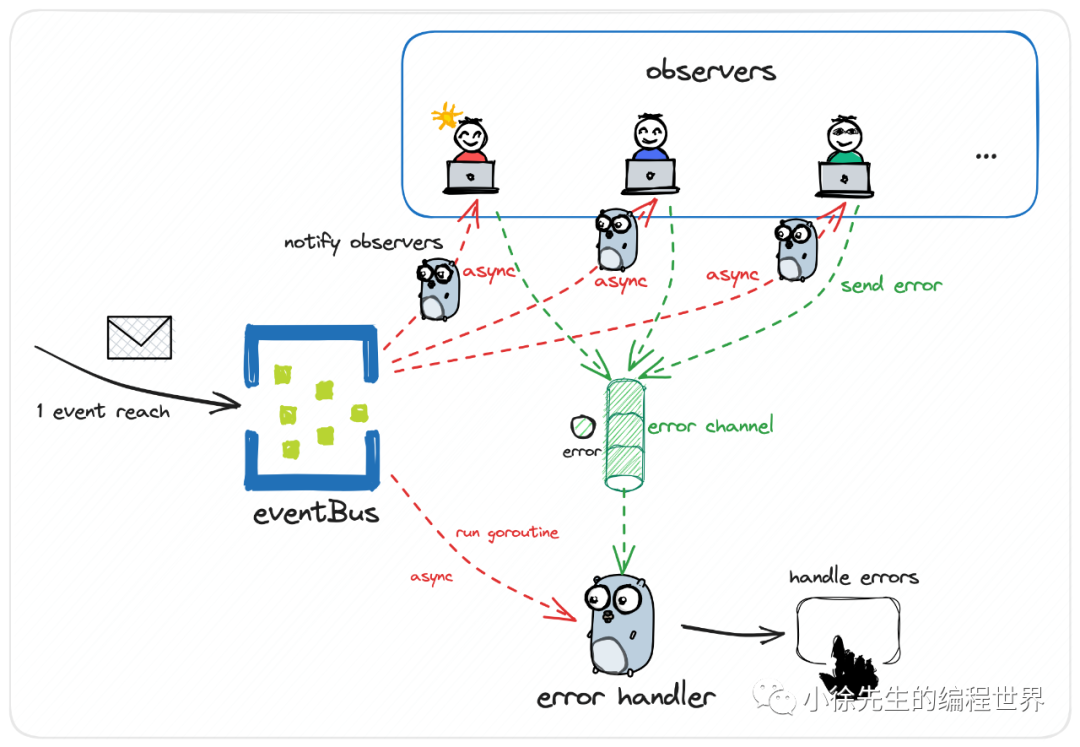 observers
...
notify observers
async
async
async
send error
1 event reach
error channel
error
eventBus
run goroutine
async
handle errors
error handler
小徐先生的编程世界